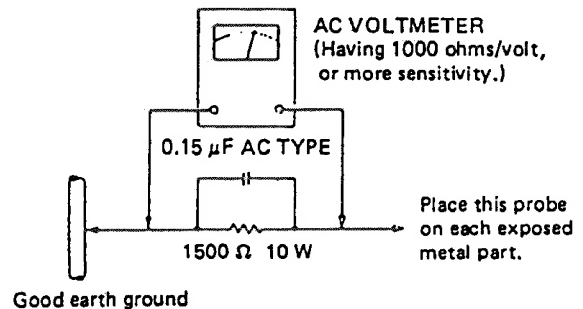 AC VOLTMETER
(Having 1000 ohms/volt,
or more sensitivity.)
0.15 μF AC TYPE
1500 Ω 10 W
Place this probe
on each exposed
metal part.
Good earth ground